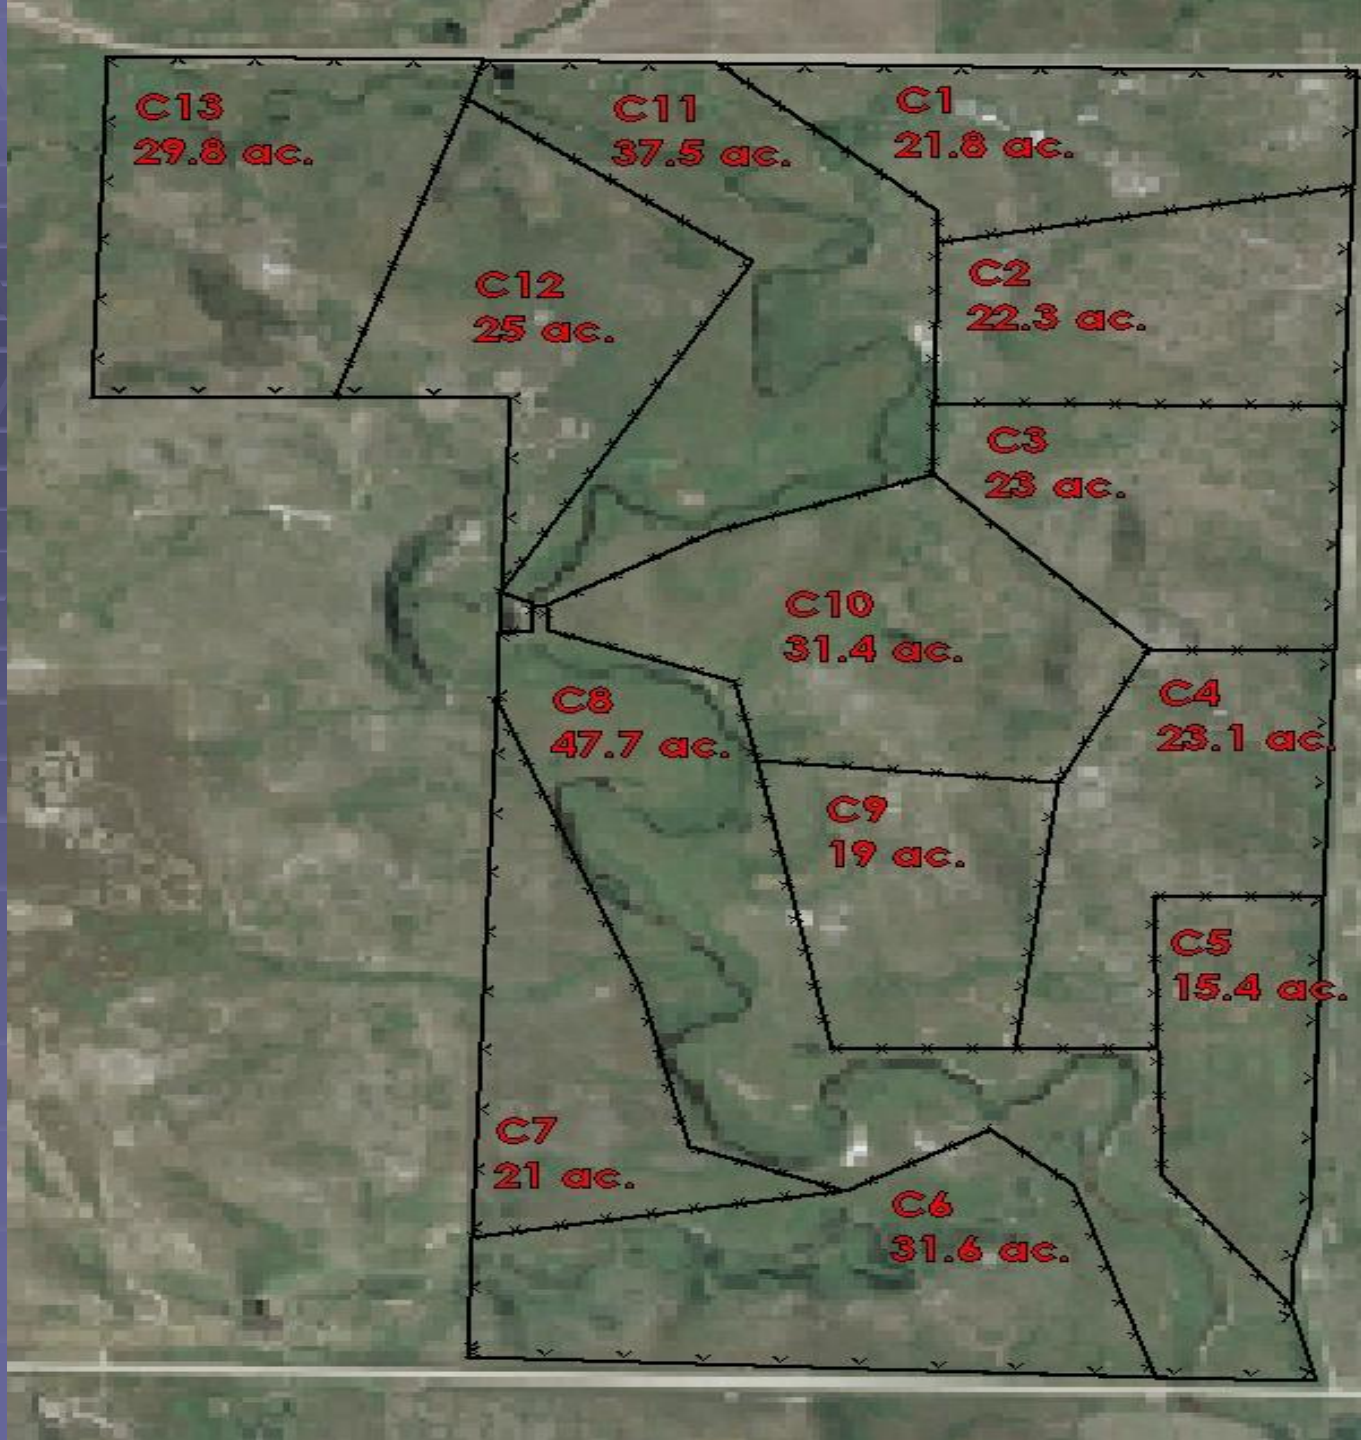 C13
29.8 ac.
C11
37.5 ac.
C1
21.8 ac.
C12
25 ac.
C2
22.3 ac.
C3
23 ac.
C10
31.4 ac.
C8
47.7 ac.
C4
23.1 ac.
C9
19 ac.
C5
15.4 ac.
C7
21 ac.
C6
31.6 ac.